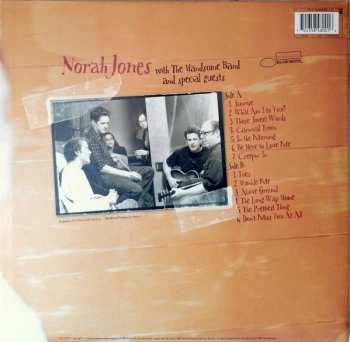 Norah Jones with The Handsome Band
and special guests
BLUE NOTE
Side A
1. Sunrise
2. What Am I to You?
3. Those Sweet Words
4. Carnival Town
5. In the Morning
6. Be Here to Love Me
7. Creepin' In
Side B
1. Toes
2. Humble Me
3. Above Ground
4. The Long Way Home
5. The Prettiest Thing
6. Don't Miss You At All